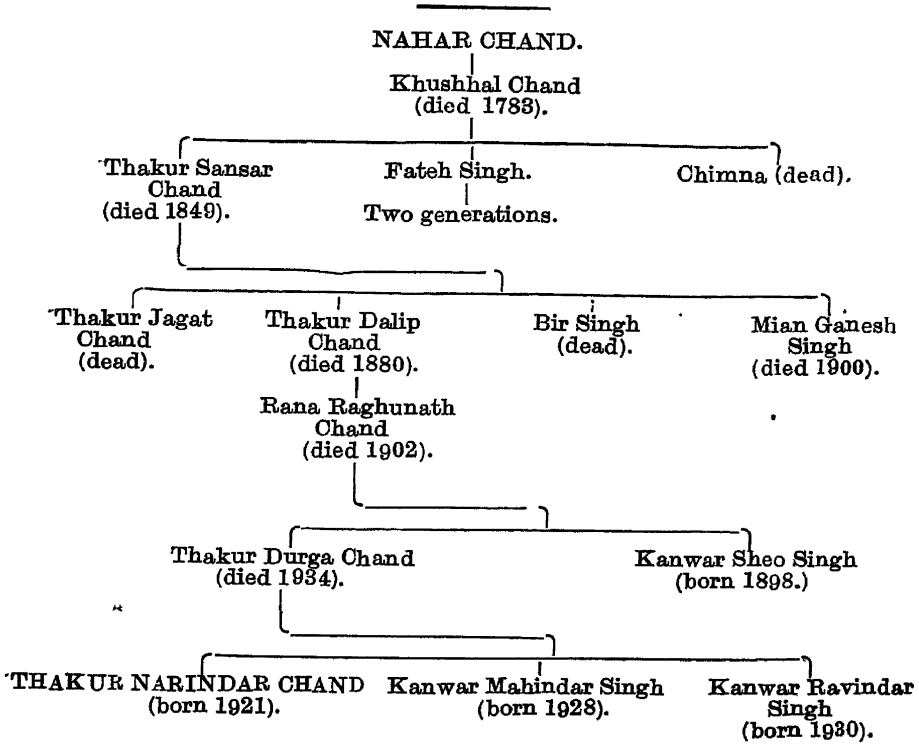 NAHAR CHAND.
Khushhal Chand
(died 1783).
Thakur Sansar
Chand
(died 1849).
Fateh Singh.
Two generations.
Chimna (dead).
Thakur Jagat
Chand
(dead).
Thakur Dalip
Chand
(died 1880).
Bir Singh
(dead).
Mian Ganesh
Singh
(died 1900).
Rana Raghunath
Chand
(died 1902).
Thakur Durga Chand
(died 1934).
Kanwar Sheo Singh
(born 1898.)
THAKUR NARINDAR CHAND
(born 1921).
Kanwar Mahindar Singh
(born 1928).
Kanwar Ravindar
Singh
(born 1930).